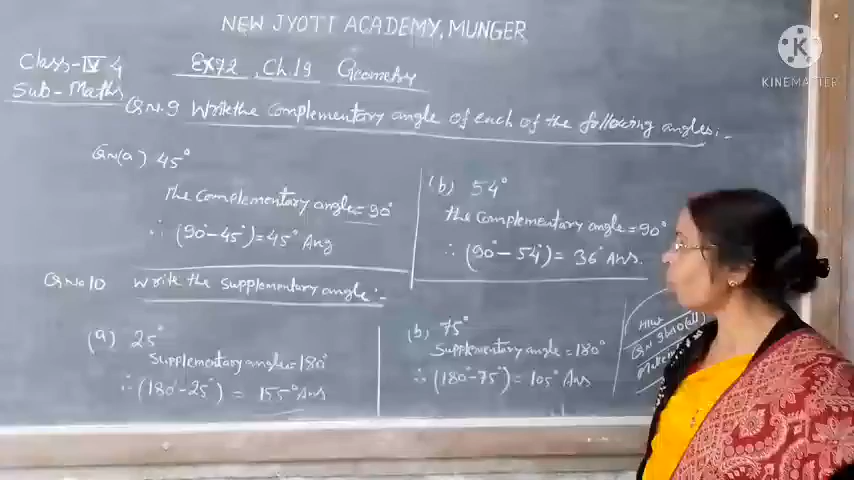 NEW JYOTI ACADEMY, MUNGER
Class-IV 4
Sub-Maths
Ex 72, Ch.19 Geometry
Q.N.9 Write the Complementary angle of each of the following angles:-
Q.N(a) 45°
The Complementary angle=90°
∴ (90°-45°)=45° Ans
(b) 54°
the Complementary angle=90°
∴ (90°-54°)= 36° Ans.
Q.No 10 Write the supplementary angle:-
(a) 25°
Supplementary angle=180°
∴ (180°-25°) = 155° Ans
(b) 75°
Supplementary angle=180°
∴ (180°-75°)= 105° Ans
H.W
KINEMASTER